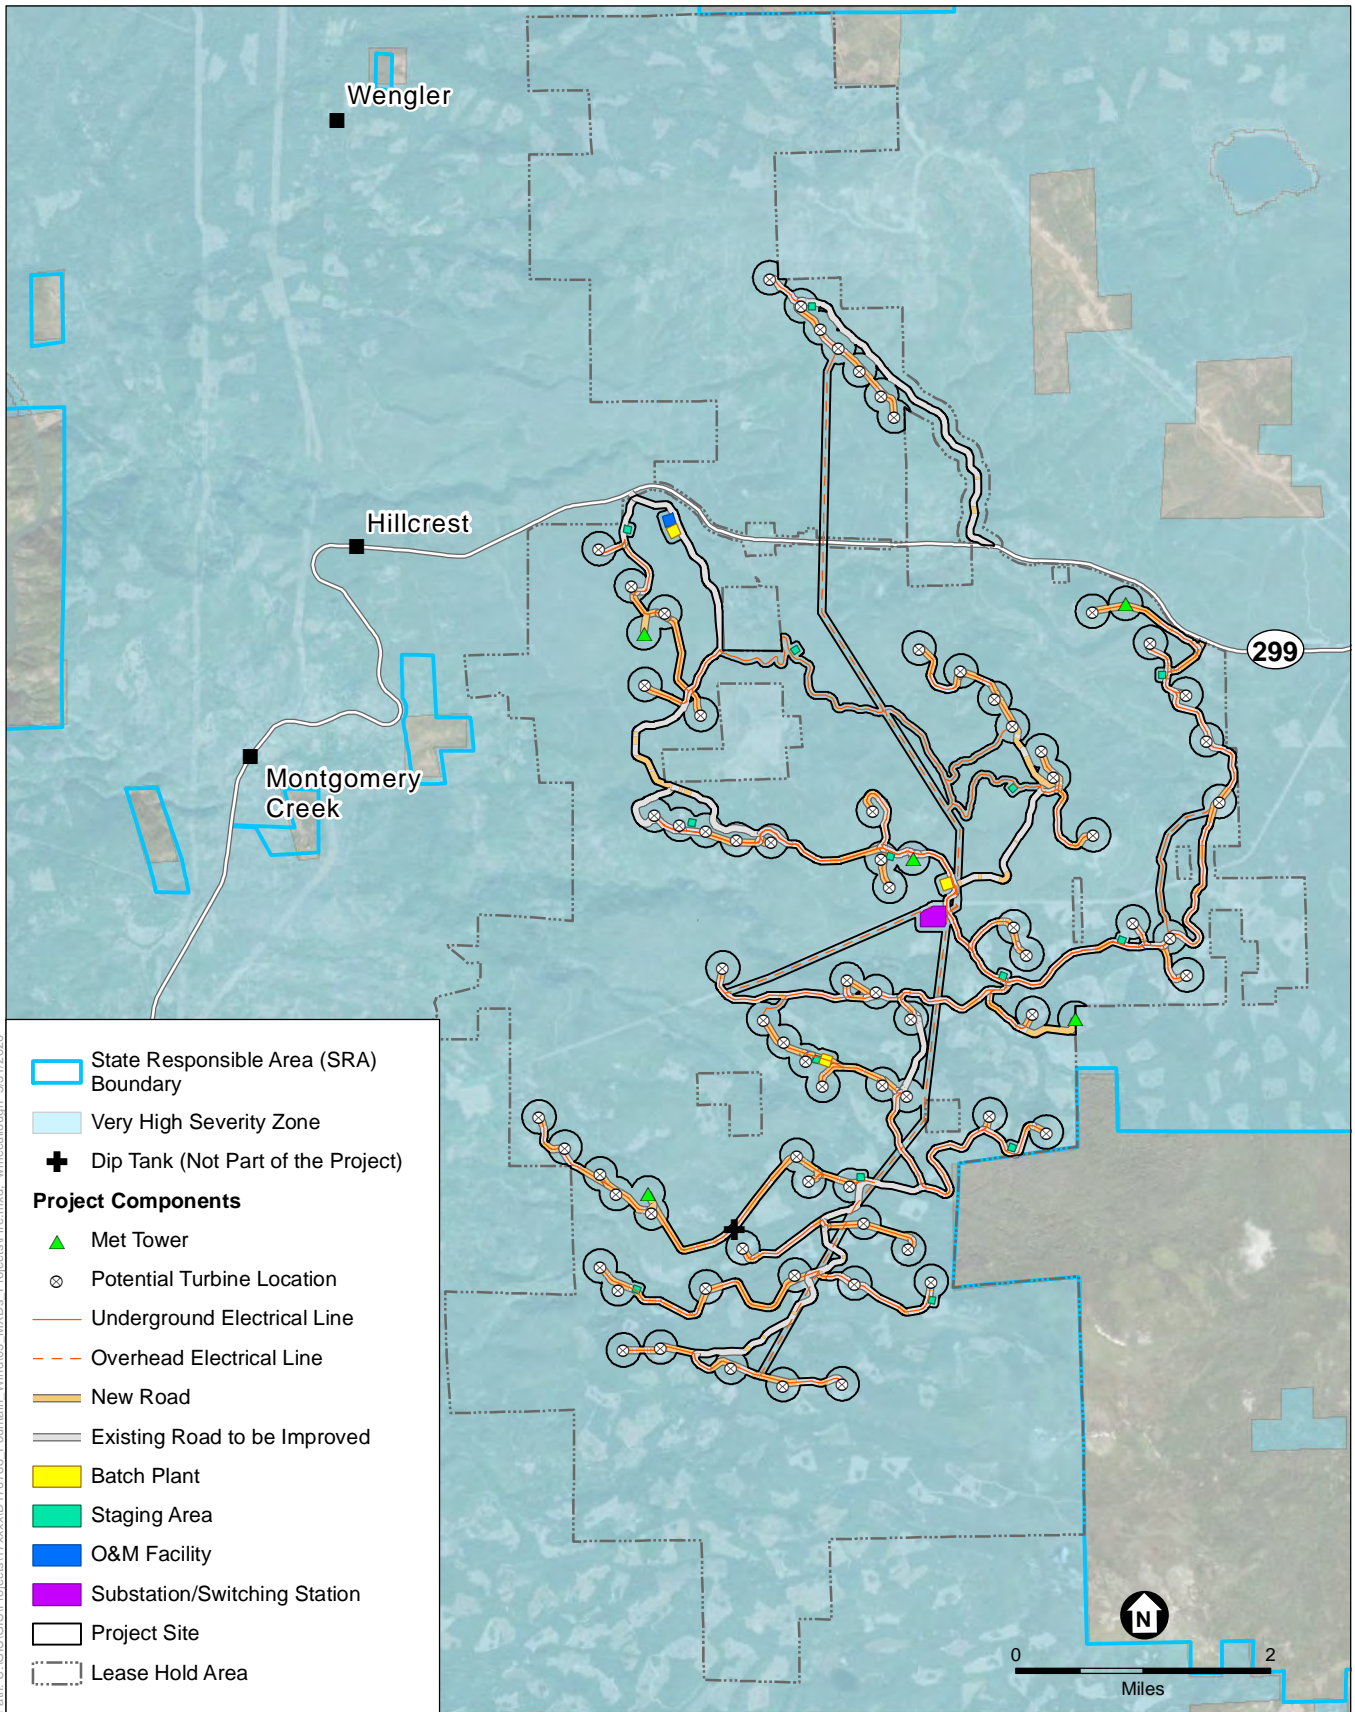 Wengler
Hillcrest
299
Montgomery
Creek
State Responsible Area (SRA)
Boundary
Very High Severity Zone
Dip Tank (Not Part of the Project)
Project Components
Met Tower
Potential Turbine Location
Underground Electrical Line
Overhead Electrical Line
New Road
Existing Road to be Improved
Batch Plant
Staging Area
O&M Facility
Substation/Switching Station
Project Site
Lease Hold Area
N
0 2
Miles